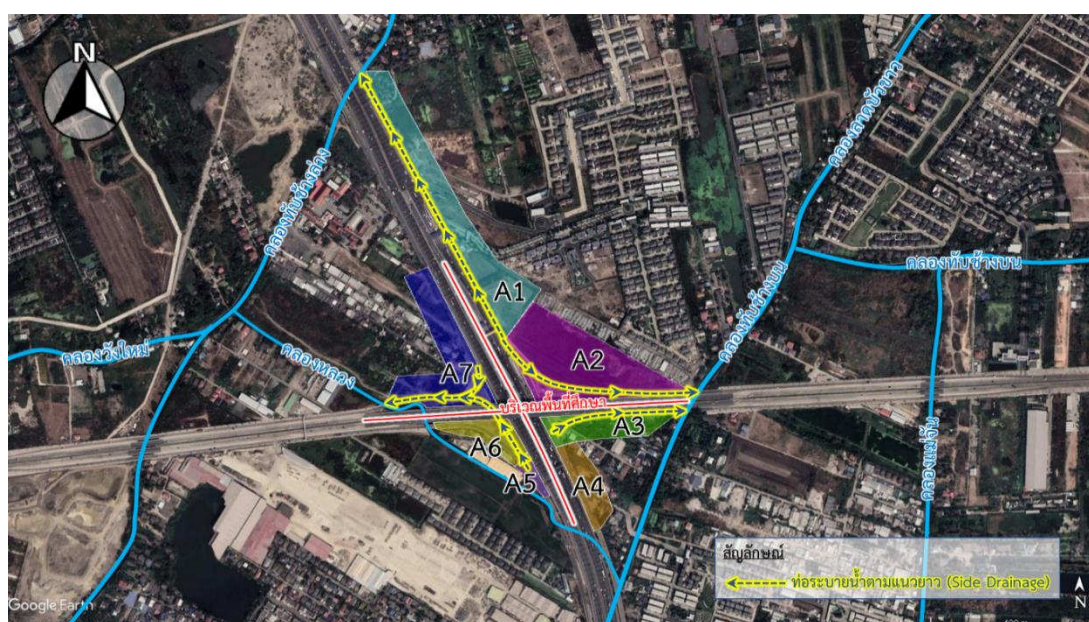 N
คลองลาดบัวขาว
คลองทับช้างล่าง
คลองทับช้างบน
A1
คลองทับช้างบน
คลองวังใหม่
คลองหลวง
A7
A2
บริเวณพื้นที่ศึกษา
A3
A6
A5
A4
คลองแม่จัน
สัญลักษณ์
ท่อระบายน้ำตามแนวยาว (Side Drainage)
Google Earth
N